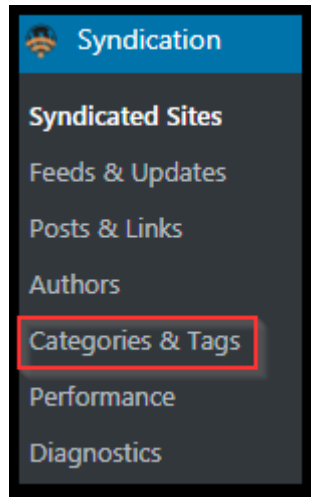 Syndication
Syndicated Sites
Feeds & Updates
Posts & Links
Authors
Categories & Tags
Performance
Diagnostics